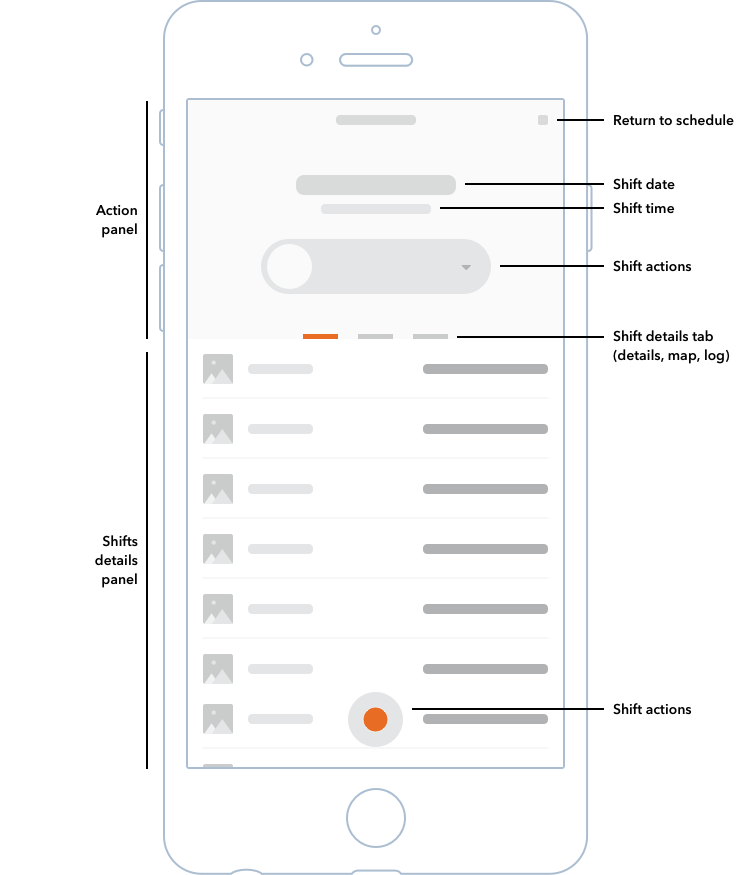 Return to schedule
Shift date
Shift time
Action
panel
Shift actions
Shift details tab
(details, map, log)
Shifts
details
panel
Shift actions